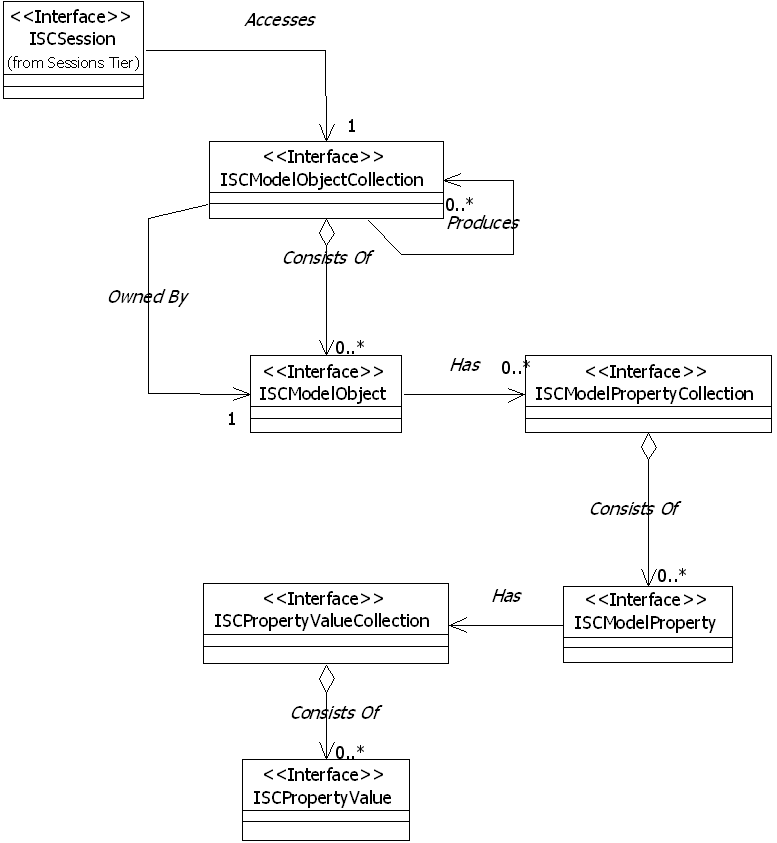 <<Interface>>
ISCSession
(from Sessions Tier)
Accesses
1
<<Interface>>
ISCModelObjectCollection
0..*
Produces
Consists Of
Owned By
0..*
<<Interface>>
ISCModelObject
1
Has
0..*
<<Interface>>
ISCModelPropertyCollection
Consists Of
0..*
<<Interface>>
ISCModelProperty
Has
<<Interface>>
ISCPropertyValueCollection
Consists Of
0..*
<<Interface>>
ISCPropertyValue